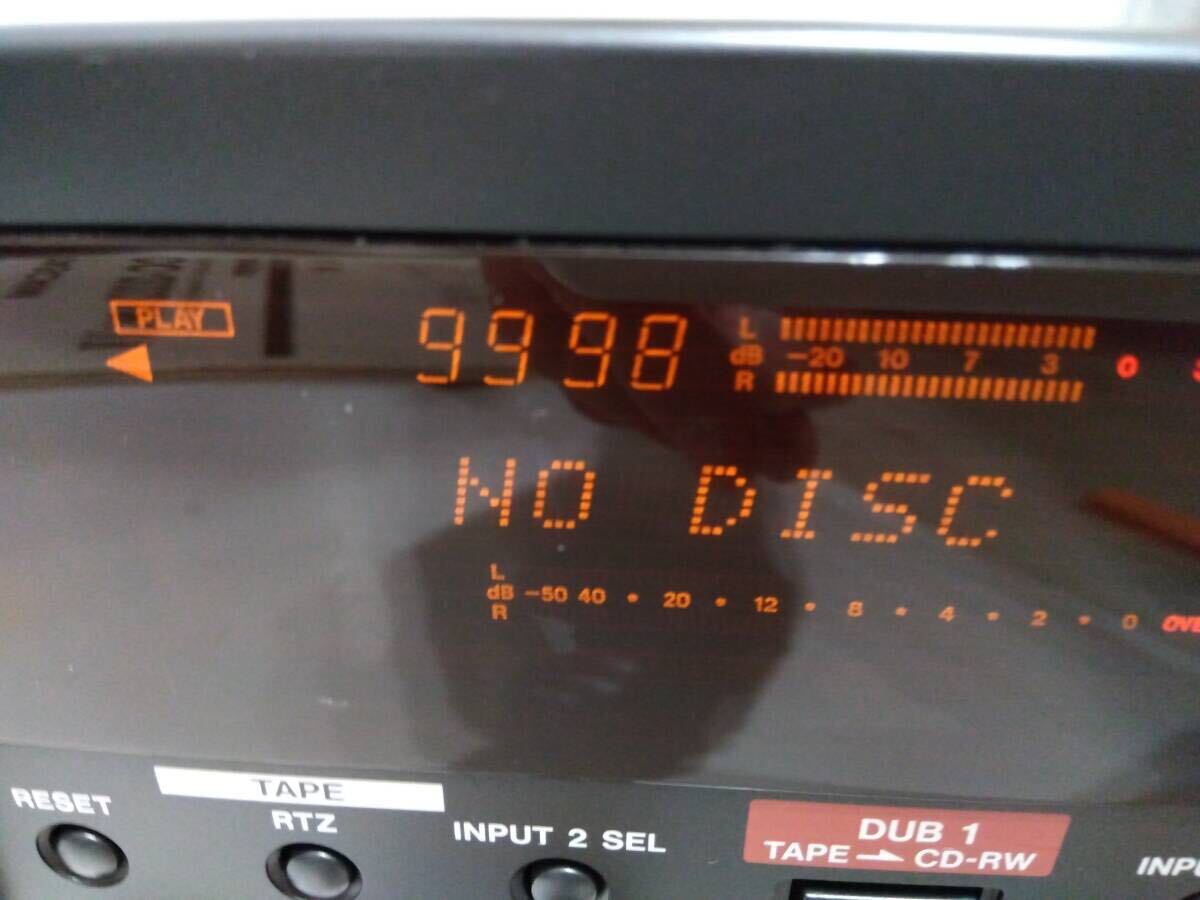 PLAY
9998
L
dB -20 10 7 3 0
R
NO DISC
L
dB -50 40 • 20 • 12 • 8 • 4 • 2 • 0
R
RESET
TAPE
RTZ
INPUT 2 SEL
DUB 1
TAPE → CD-RW